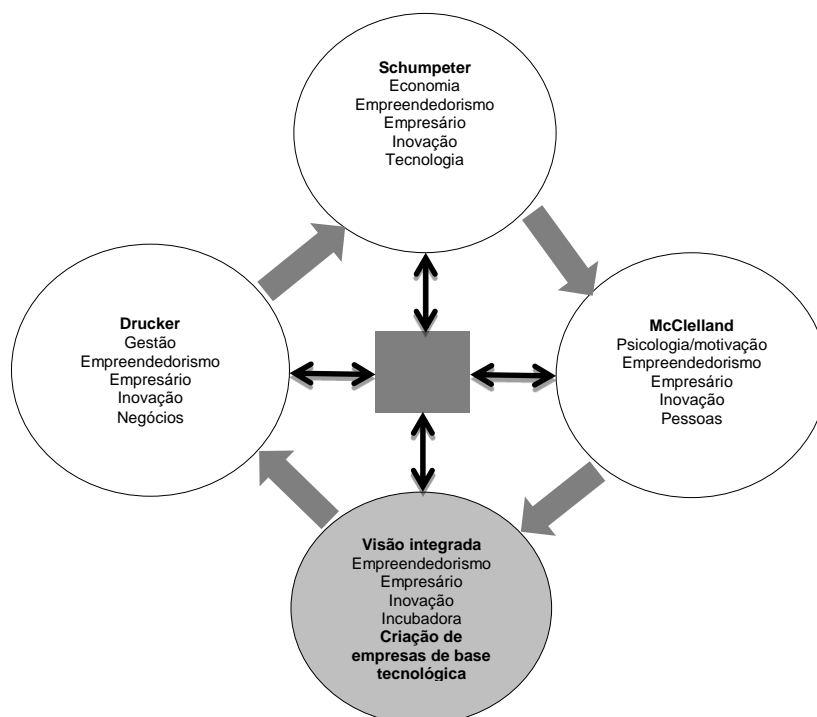 Schumpeter
Economia
Empreendedorismo
Empresário
Inovação
Tecnologia
Drucker
Gestão
Empreendedorismo
Empresário
Inovação
Negócios
McClelland
Psicologia/motivação
Empreendedorismo
Empresário
Inovação
Pessoas
Visão integrada
Empreendedorismo
Empresário
Inovação
Incubadora
Criação de
empresas de base
tecnológica